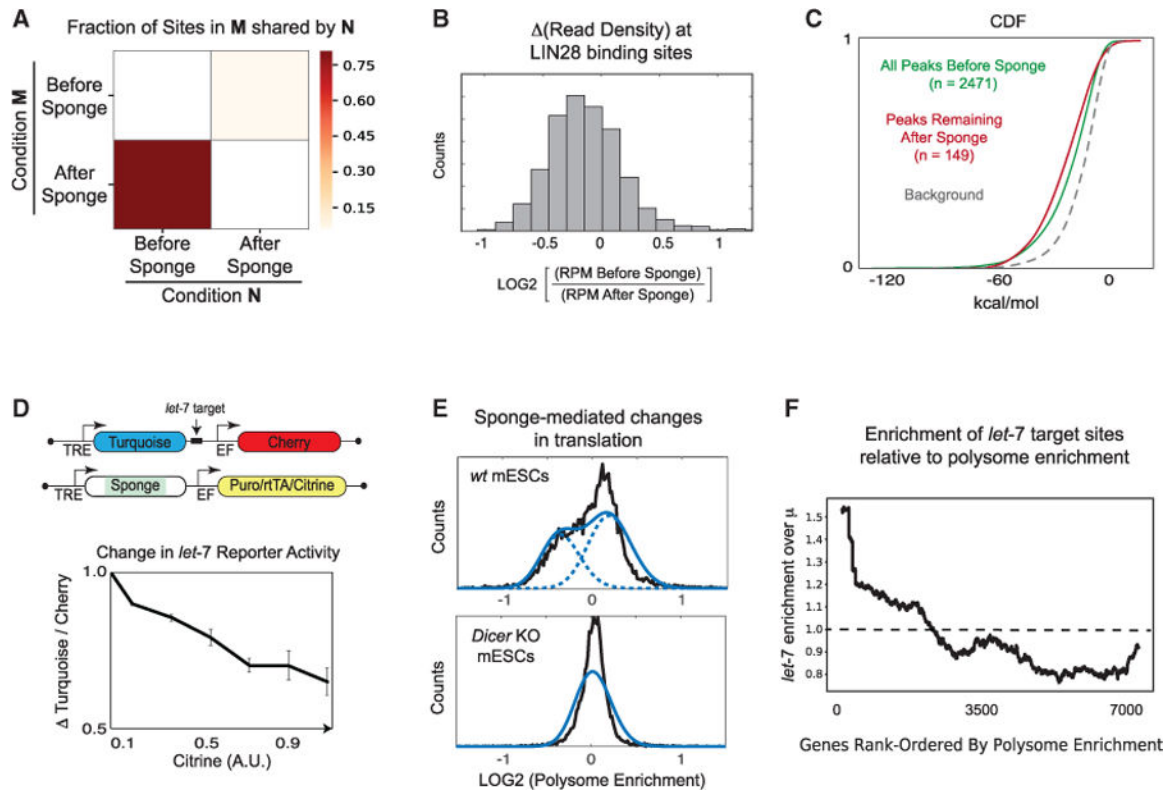 A
Fraction of Sites in M shared by N
Condition M
Before
Sponge
After
Sponge
Before
Sponge
After
Sponge
Condition N
0.75
0.60
0.45
0.30
0.15
B
Δ(Read Density) at
LIN28 binding sites
Counts
-1
-0.5
0
0.5
1
LOG2 [ (RPM Before Sponge)
(RPM After Sponge) ]
C
CDF
1
All Peaks Before Sponge
(n = 2471)
Peaks Remaining
After Sponge
(n = 149)
Background
0
-120
-60
0
kcal/mol
D
let-7 target
TRE
Turquoise
EF
Cherry
TRE
Sponge
EF
Puro/rtTA/Citrine
Change in let-7 Reporter Activity
Δ Turquoise / Cherry
1.0
0.5
0.1
0.5
0.9
Citrine (A.U.)
E
Sponge-mediated changes
in translation
wt mESCs
Counts
-1
0
1
Dicer KO
mESCs
Counts
-1
0
1
LOG2 (Polysome Enrichment)
F
Enrichment of let-7 target sites
relative to polysome enrichment
let-7 enrichment over μ
1.5
1.4
1.3
1.2
1.1
1.0
0.9
0.8
0
3500
7000
Genes Rank-Ordered By Polysome Enrichment